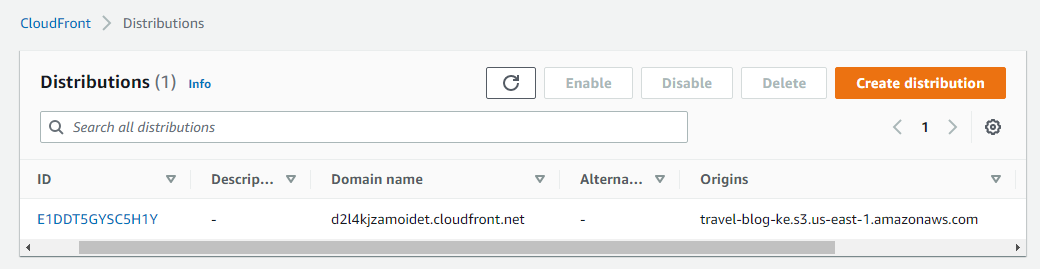 CloudFront > Distributions
Distributions (1) Info Enable Disable Delete Create distribution
Search all distributions 1
ID Descrip... Domain name Alterna... Origins
E1DDT5GYSC5H1Y - d2l4kjzamoidet.cloudfront.net - travel-blog-ke.s3.us-east-1.amazonaws.com